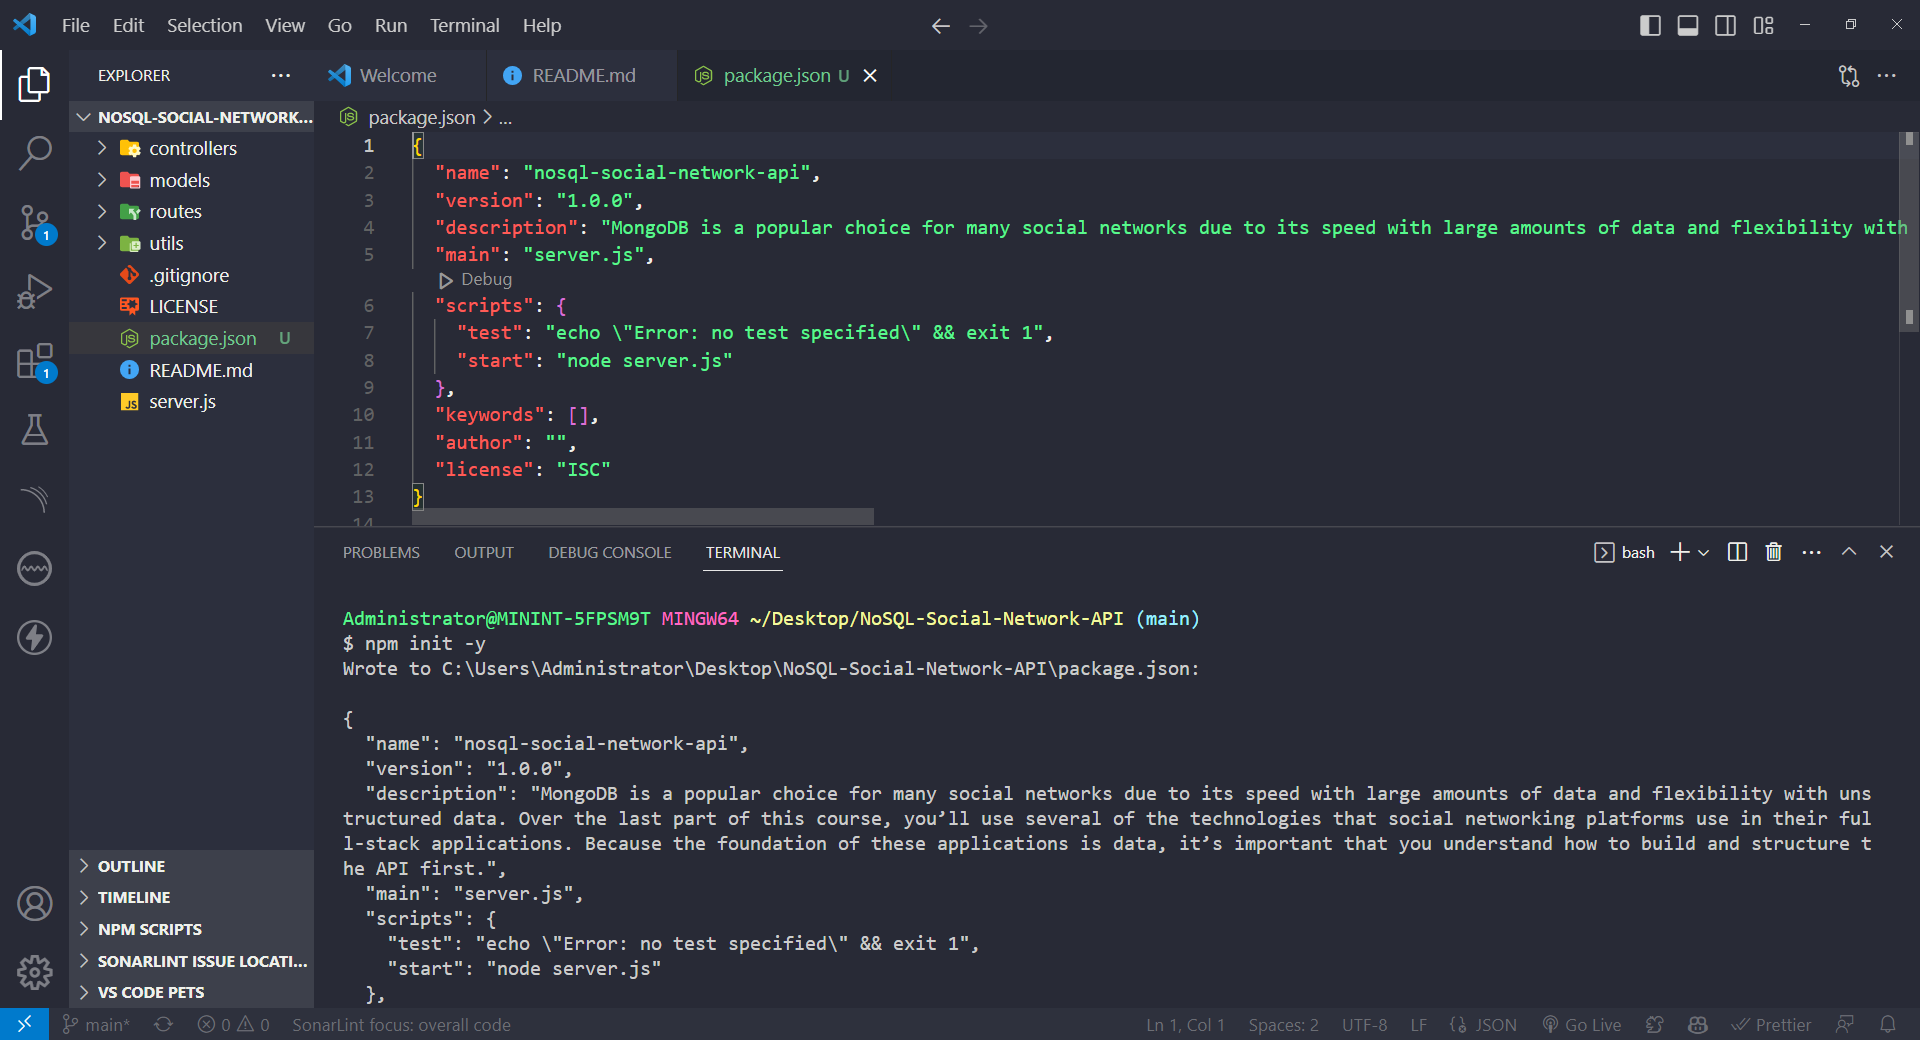 File Edit Selection View Go Run Terminal Help
EXPLORER ...
Welcome
README.md
package.json U
NOSQL-SOCIAL-NETWORK...
controllers
models
routes
utils
.gitignore
LICENSE
package.json U
README.md
server.js
OUTLINE
TIMELINE
NPM SCRIPTS
SONARLINT ISSUE LOCATI...
VS CODE PETS
1
1
package.json > ...
1 {
2 "name": "nosql-social-network-api",
3 "version": "1.0.0",
4 "description": "MongoDB is a popular choice for many social networks due to its speed with large amounts of data and flexibility with
5 "main": "server.js",
Debug
6 "scripts": {
7 "test": "echo \"Error: no test specified\" && exit 1",
8 "start": "node server.js"
9 },
10 "keywords": [],
11 "author": "",
12 "license": "ISC"
13 }
14
PROBLEMS OUTPUT DEBUG CONSOLE TERMINAL
bash
Administrator@MININT-5FPSM9T MINGW64 ~/Desktop/NoSQL-Social-Network-API (main)
$ npm init -y
Wrote to C:\Users\Administrator\Desktop\NoSQL-Social-Network-API\package.json:
{
"name": "nosql-social-network-api",
"version": "1.0.0",
"description": "MongoDB is a popular choice for many social networks due to its speed with large amounts of data and flexibility with uns
tructured data. Over the last part of this course, you’ll use several of the technologies that social networking platforms use in their ful
l-stack applications. Because the foundation of these applications is data, it’s important that you understand how to build and structure t
he API first.",
"main": "server.js",
"scripts": {
"test": "echo \"Error: no test specified\" && exit 1",
"start": "node server.js"
},
main* 0 0 SonarLint focus: overall code
Ln 1, Col 1 Spaces: 2 UTF-8 LF JSON Go Live Prettier